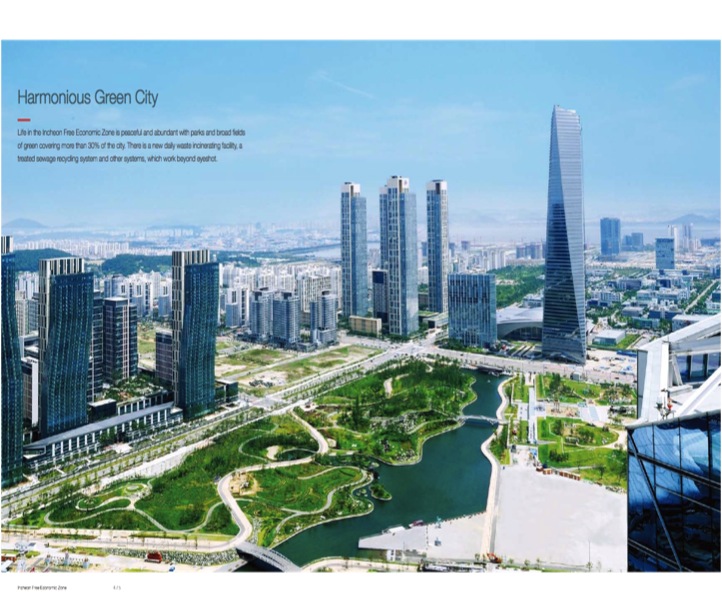 Harmonious Green City
Life in the Incheon Free Economic Zone is peaceful and abundant with parks and broad fields
of green covering more than 30% of the city. There is a new daily waste incinerating facility, a
treated sewage recycling system and other systems, which work beyond eyeshot.
Incheon Free Economic Zone